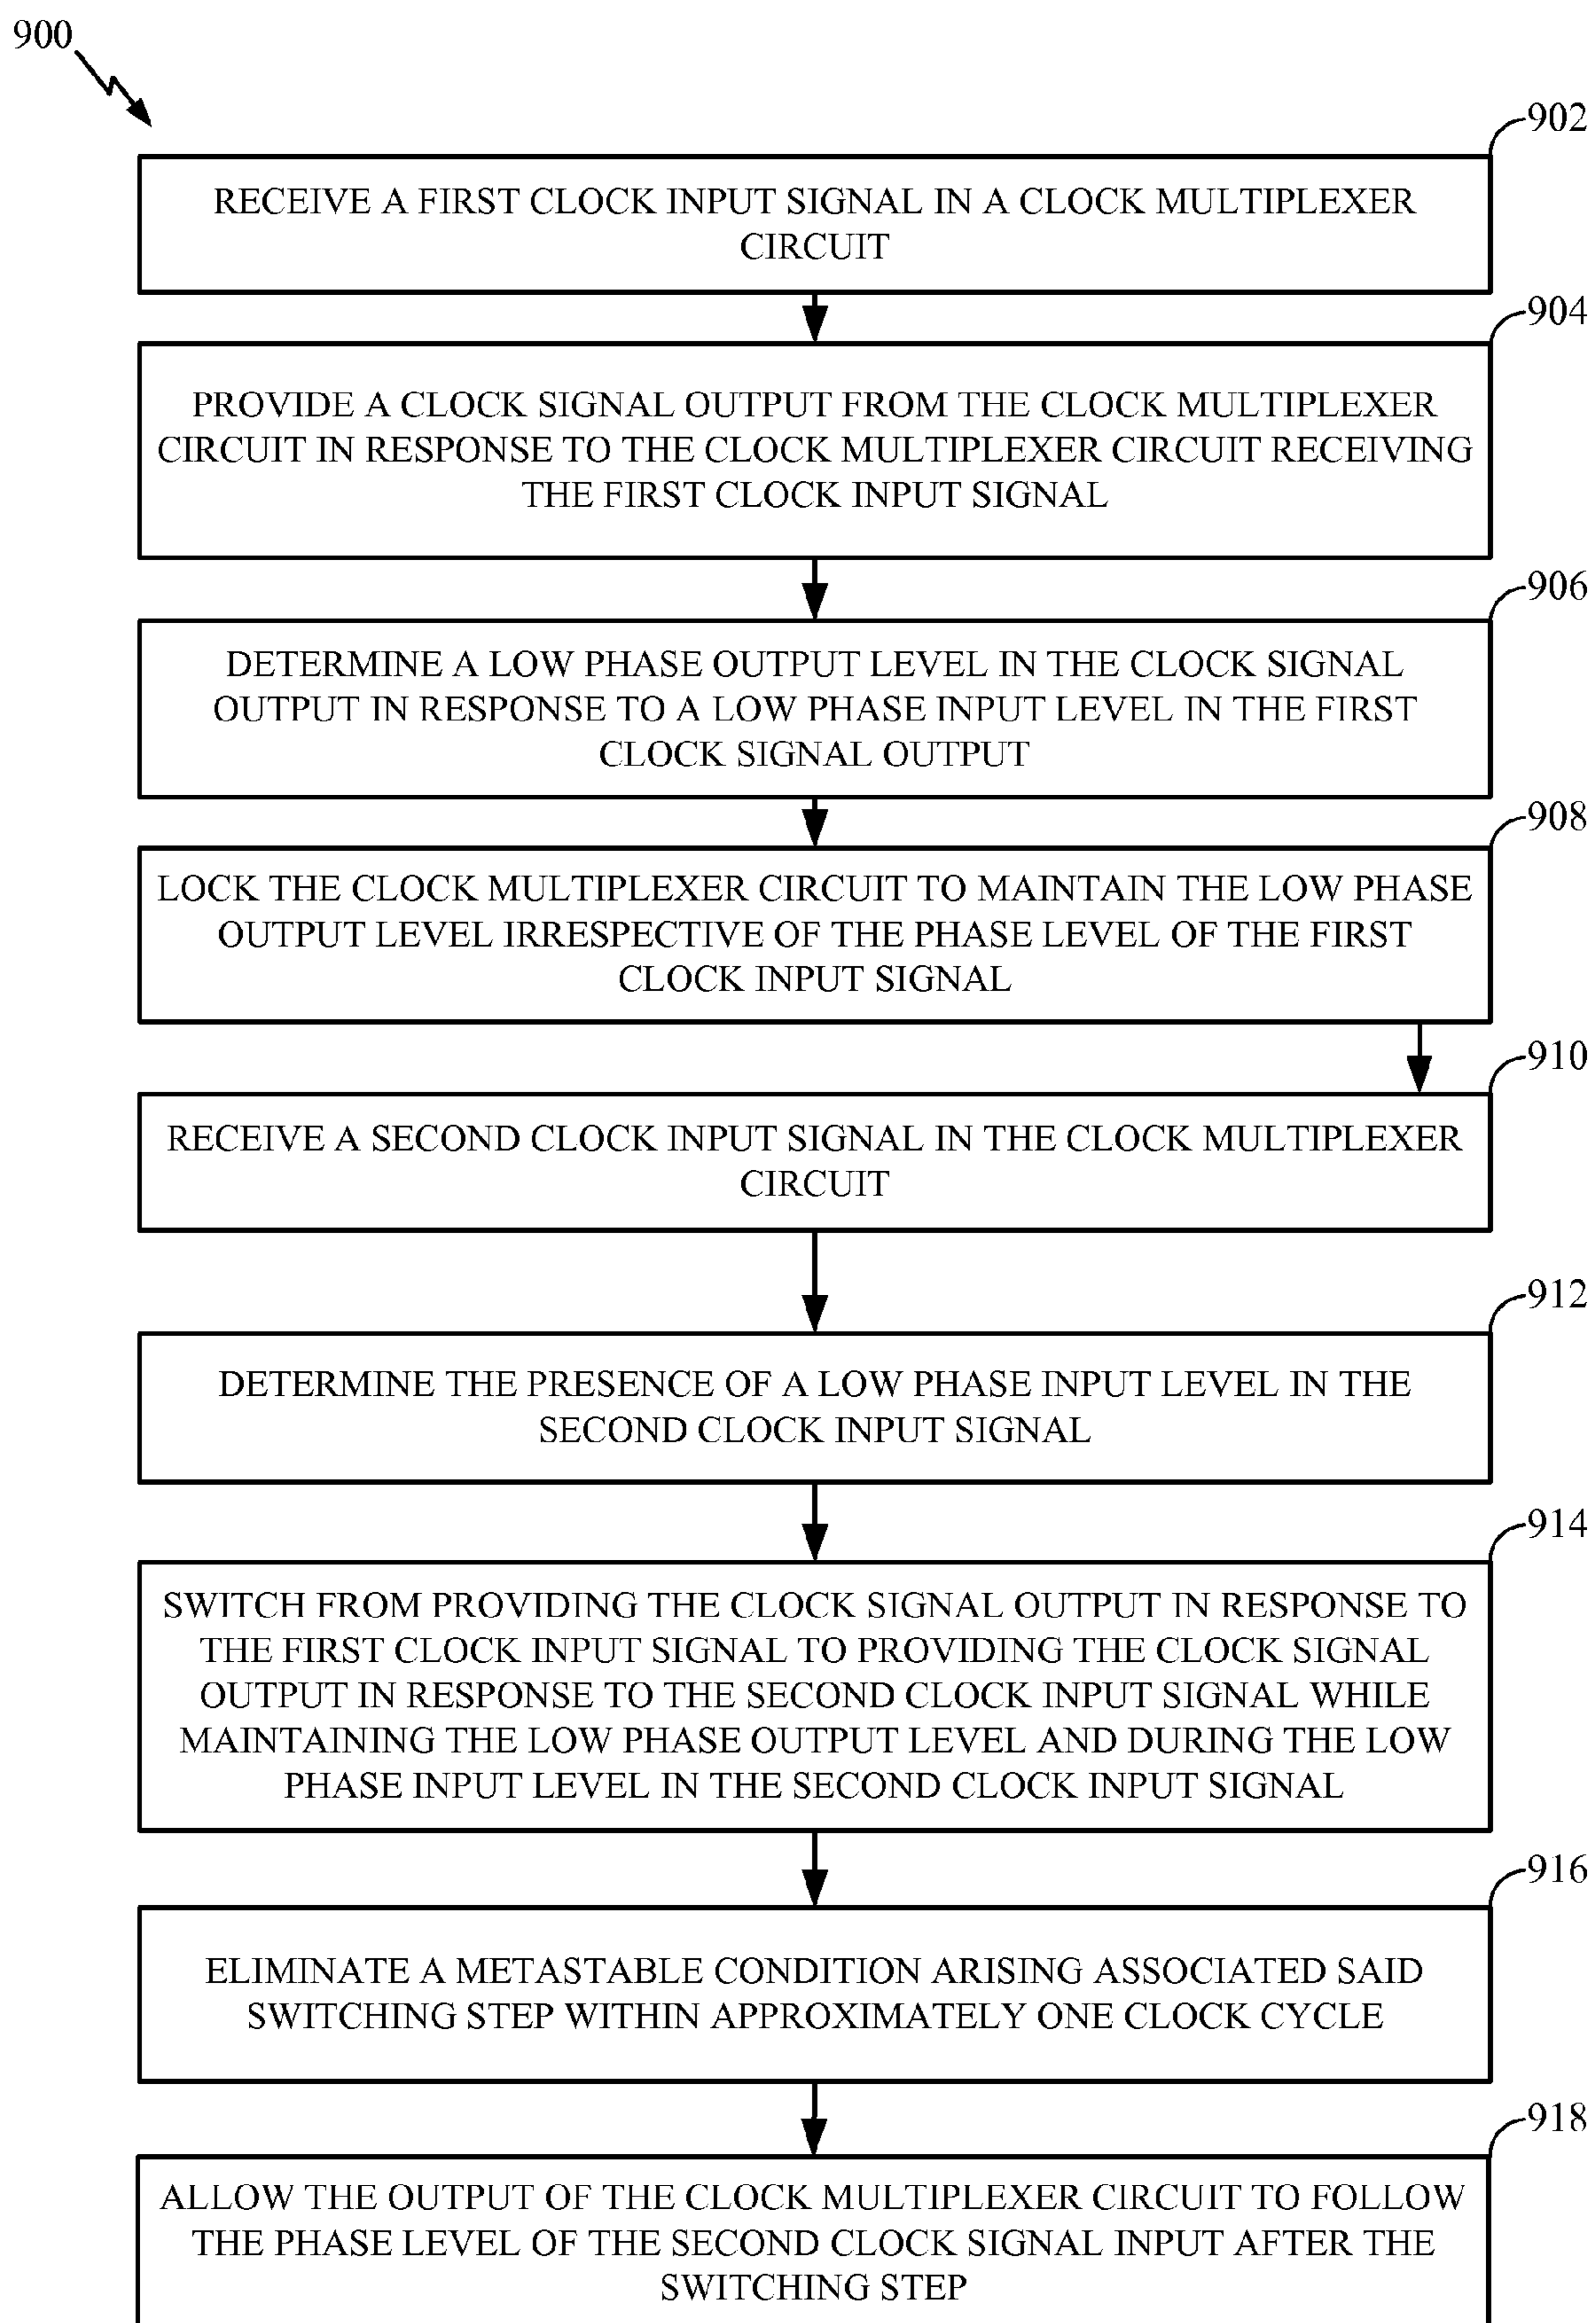 900
902
RECEIVE A FIRST CLOCK INPUT SIGNAL IN A CLOCK MULTIPLEXER
CIRCUIT
904
PROVIDE A CLOCK SIGNAL OUTPUT FROM THE CLOCK MULTIPLEXER
CIRCUIT IN RESPONSE TO THE CLOCK MULTIPLEXER CIRCUIT RECEIVING
THE FIRST CLOCK INPUT SIGNAL
906
DETERMINE A LOW PHASE OUTPUT LEVEL IN THE CLOCK SIGNAL
OUTPUT IN RESPONSE TO A LOW PHASE INPUT LEVEL IN THE FIRST
CLOCK SIGNAL OUTPUT
908
LOCK THE CLOCK MULTIPLEXER CIRCUIT TO MAINTAIN THE LOW PHASE
OUTPUT LEVEL IRRESPECTIVE OF THE PHASE LEVEL OF THE FIRST
CLOCK INPUT SIGNAL
910
RECEIVE A SECOND CLOCK INPUT SIGNAL IN THE CLOCK MULTIPLEXER
CIRCUIT
912
DETERMINE THE PRESENCE OF A LOW PHASE INPUT LEVEL IN THE
SECOND CLOCK INPUT SIGNAL
914
SWITCH FROM PROVIDING THE CLOCK SIGNAL OUTPUT IN RESPONSE TO
THE FIRST CLOCK INPUT SIGNAL TO PROVIDING THE CLOCK SIGNAL
OUTPUT IN RESPONSE TO THE SECOND CLOCK INPUT SIGNAL WHILE
MAINTAINING THE LOW PHASE OUTPUT LEVEL AND DURING THE LOW
PHASE INPUT LEVEL IN THE SECOND CLOCK INPUT SIGNAL
916
ELIMINATE A METASTABLE CONDITION ARISING ASSOCIATED SAID
SWITCHING STEP WITHIN APPROXIMATELY ONE CLOCK CYCLE
918
ALLOW THE OUTPUT OF THE CLOCK MULTIPLEXER CIRCUIT TO FOLLOW
THE PHASE LEVEL OF THE SECOND CLOCK SIGNAL INPUT AFTER THE
SWITCHING STEP